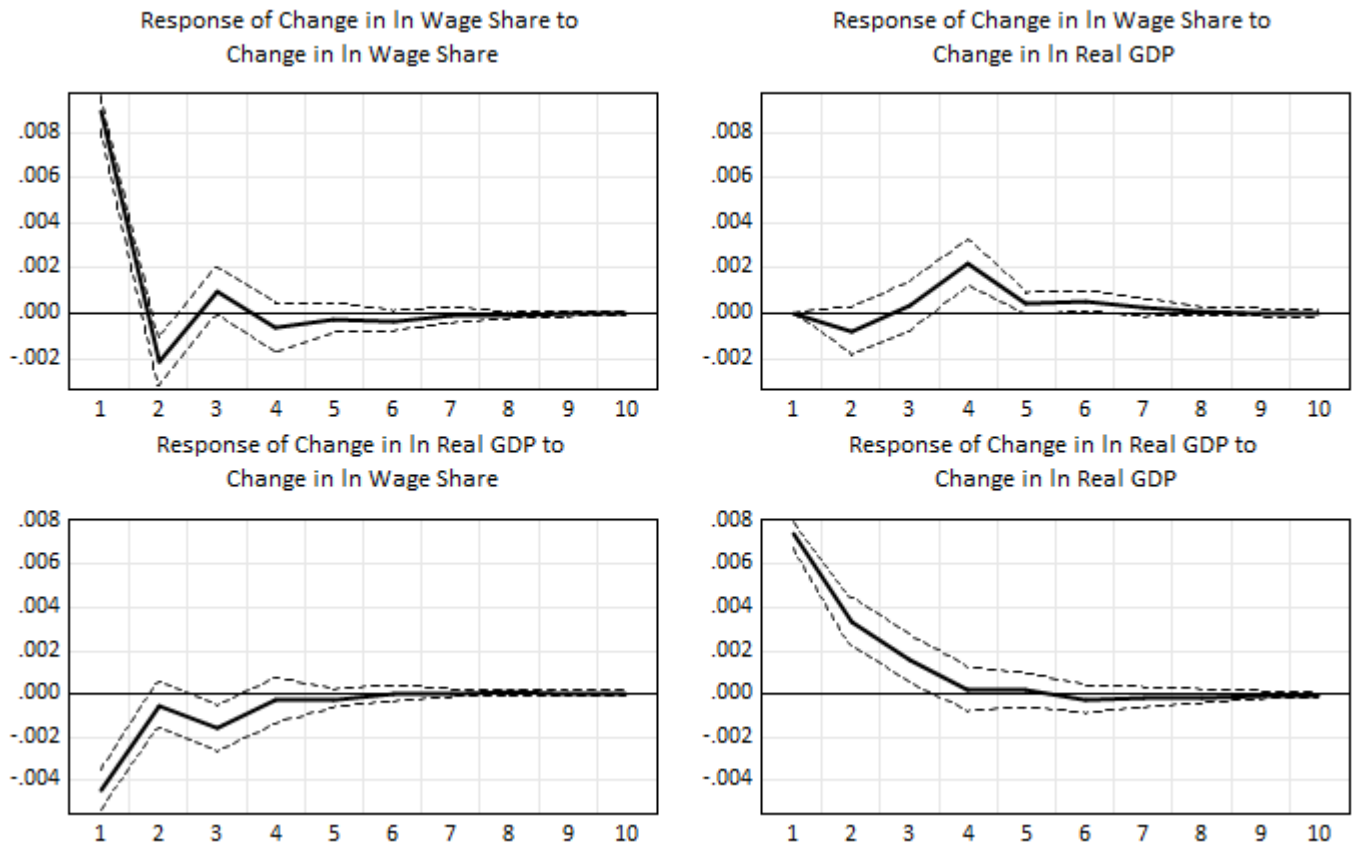 Response of Change in ln Wage Share to
Change in ln Wage Share
.008
.006
.004
.002
.000
-.002
1 2 3 4 5 6 7 8 9 10
Response of Change in ln Wage Share to
Change in ln Real GDP
.008
.006
.004
.002
.000
-.002
1 2 3 4 5 6 7 8 9 10
Response of Change in ln Real GDP to
Change in ln Wage Share
.008
.006
.004
.002
.000
-.002
-.004
1 2 3 4 5 6 7 8 9 10
Response of Change in ln Real GDP to
Change in ln Real GDP
.008
.006
.004
.002
.000
-.002
-.004
1 2 3 4 5 6 7 8 9 10